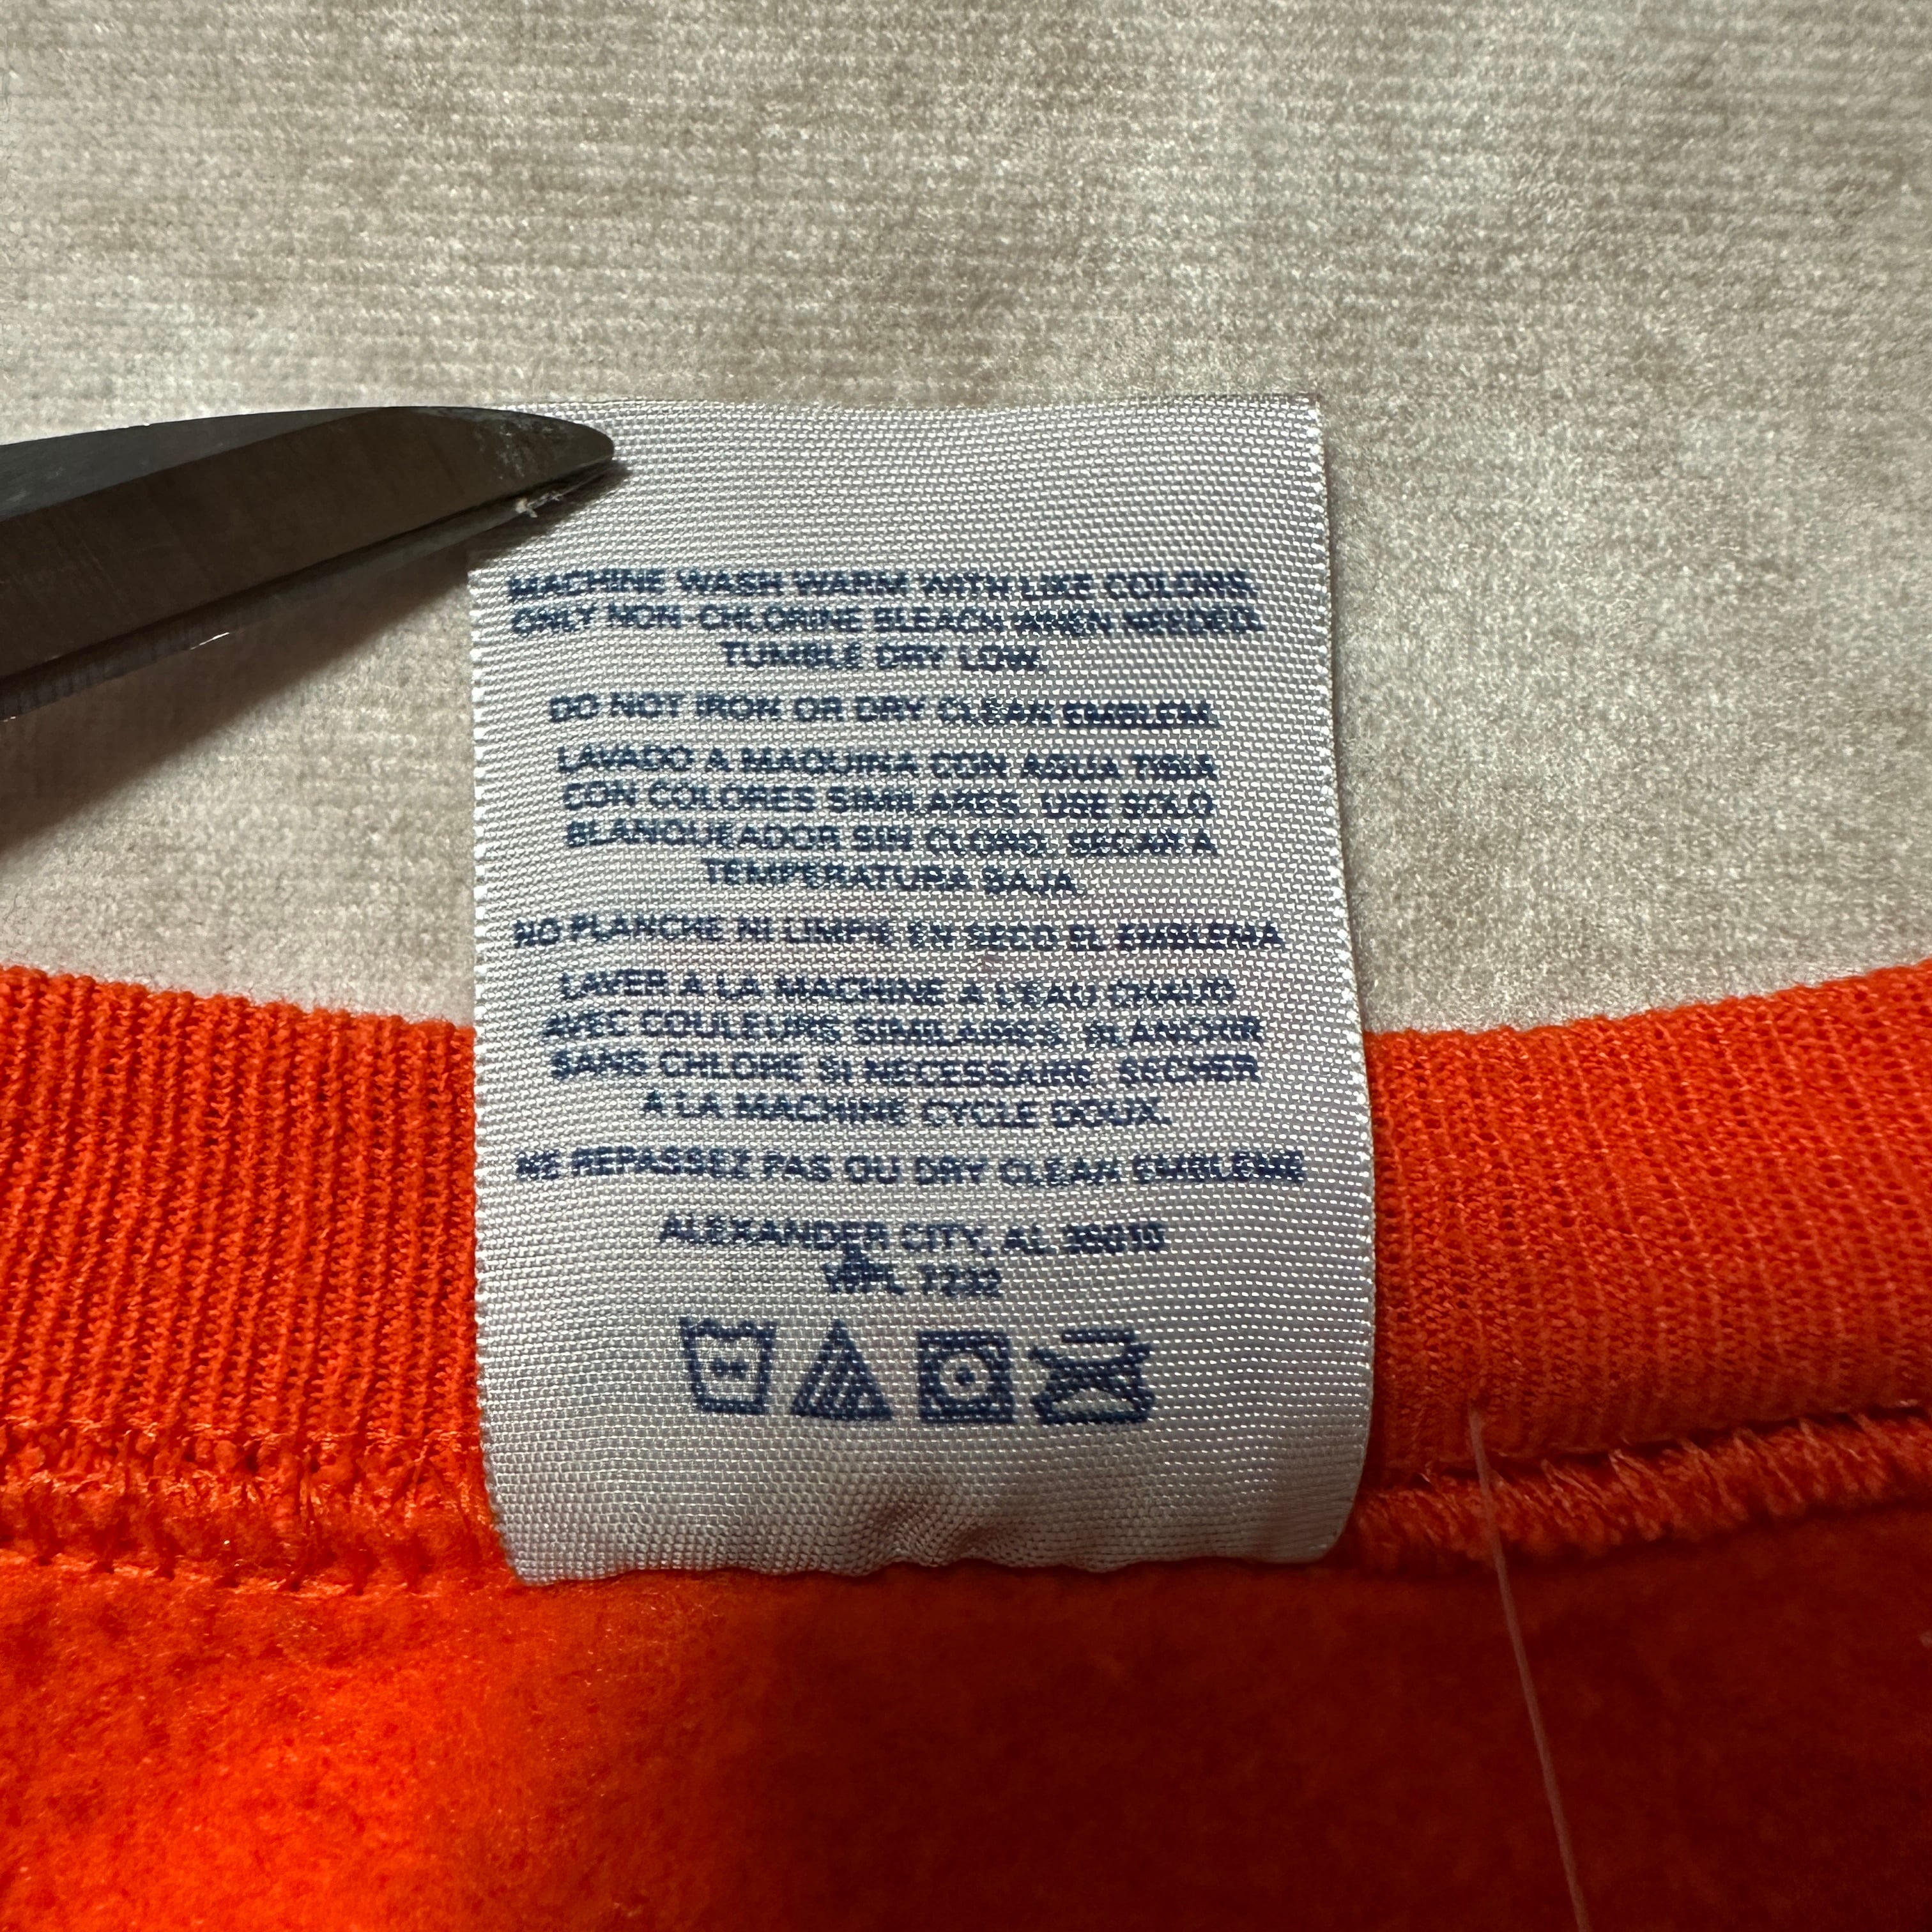 MACHINE WASH WARM WITH LIKE COLORS.
ONLY NON-CHLORINE BLEACH WHEN NEEDED.
TUMBLE DRY LOW.
DO NOT IRON OR DRY CLEAN EMBLEM.
LAVADO A MAQUINA CON AGUA TIBIA
CON COLORES SIMILARES. USE SOLO
BLANQUEADOR SIN CLORO. SECAR A
TEMPERATURA BAJA.
NO PLANCHE NI LIMPIE EN SECO EL EMBLEMA
LAVER A LA MACHINE A L'EAU CHAUD
AVEC COULEURS SIMILAIRES. BLANCHIR
SANS CHLORE SI NECESSAIRE. SECHER
A LA MACHINE CYCLE DOUX.
NE REPASSEZ PAS OU DRY CLEAN EMBLEME
ALEXANDER CITY, AL 35010
WPL 7232